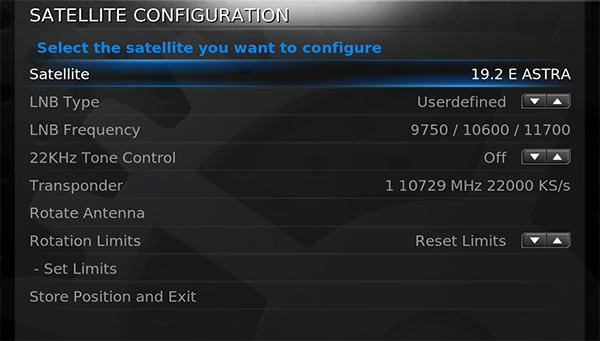 SATELLITE CONFIGURATION
Select the satellite you want to configure
Satellite 19.2 E ASTRA
LNB Type Userdefined
LNB Frequency 9750 / 10600 / 11700
22KHz Tone Control Off
Transponder 1 10729 MHz 22000 KS/s
Rotate Antenna
Rotation Limits Reset Limits
- Set Limits
Store Position and Exit